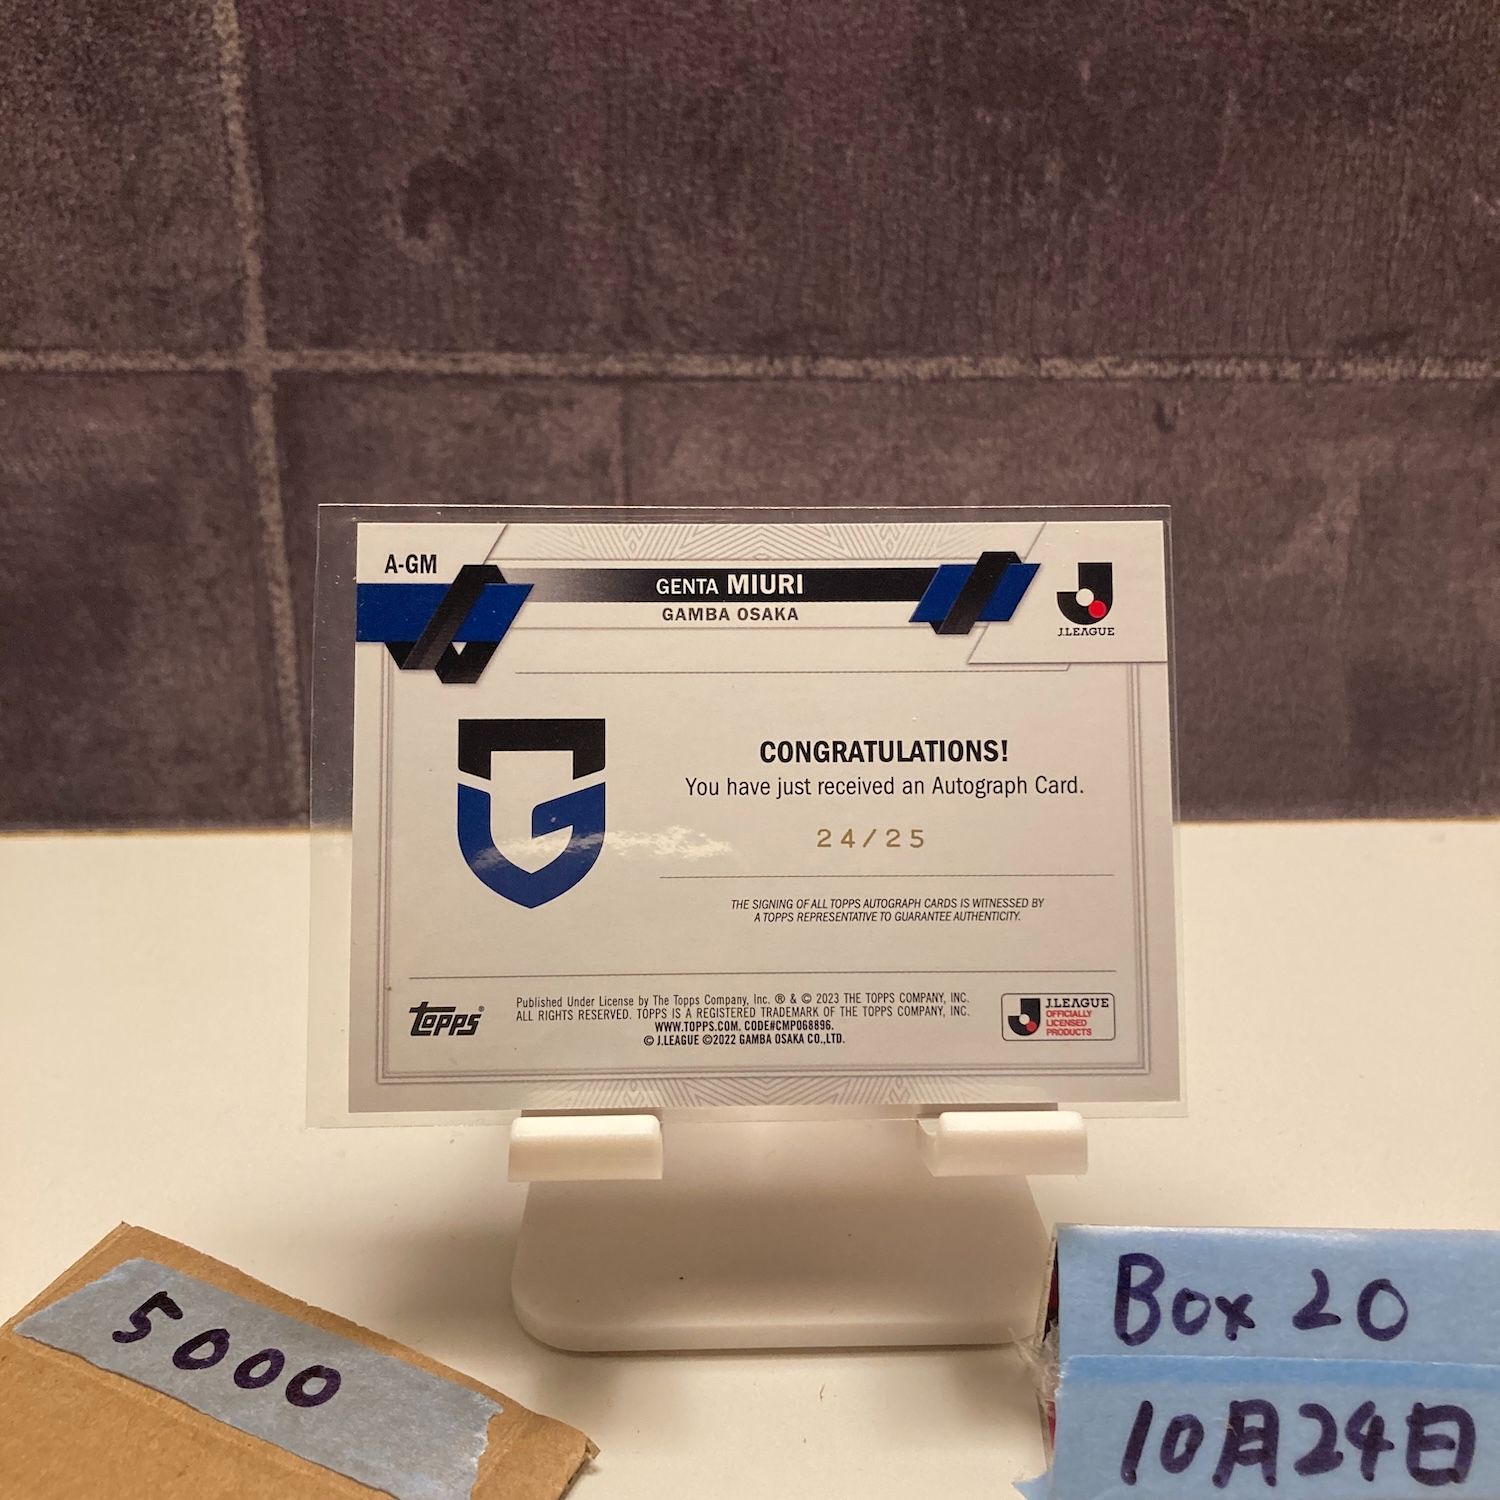 A-GM
GENTA MIURI
GAMBA OSAKA
J.LEAGUE
CONGRATULATIONS!
You have just received an Autograph Card.
24/25
THE SIGNING OF ALL TOPPS AUTOGRAPH CARDS IS WITNESSED BY
A TOPPS REPRESENTATIVE TO GUARANTEE AUTHENTICITY.
topps®
Published Under License by The Topps Company, Inc. ® & © 2023 THE TOPPS COMPANY, INC.
ALL RIGHTS RESERVED. TOPPS IS A REGISTERED TRADEMARK OF THE TOPPS COMPANY, INC.
WWW.TOPPS.COM. CODE#CMP068896.
© J.LEAGUE ©2022 GAMBA OSAKA CO.,LTD.
J.LEAGUE
OFFICIALLY
LICENSED
PRODUCTS
5000
Box 20
10月24日